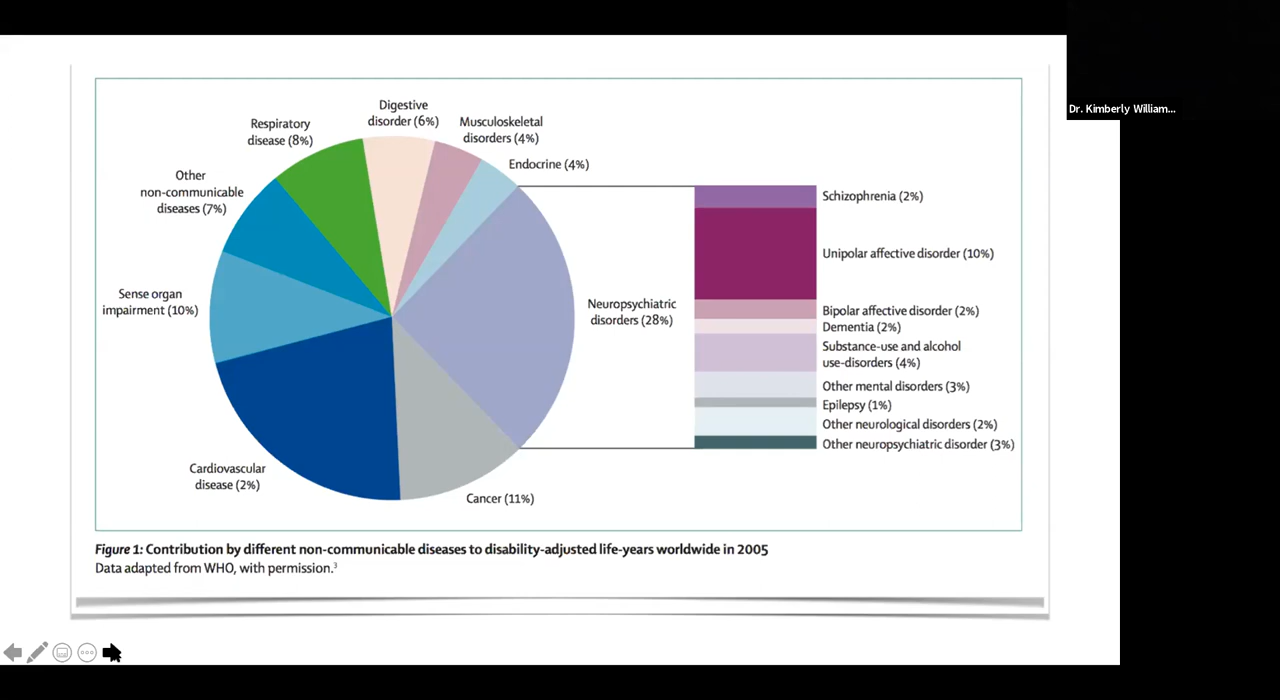 Dr. Kimberly William...
Digestive
disorder (6%)
Musculoskeletal
disorders (4%)
Respiratory
disease (8%)
Endocrine (4%)
Other
non-communicable
diseases (7%)
Sense organ
impairment (10%)
Neuropsychiatric
disorders (28%)
Cardiovascular
disease (2%)
Cancer (11%)
Schizophrenia (2%)
Unipolar affective disorder (10%)
Bipolar affective disorder (2%)
Dementia (2%)
Substance-use and alcohol
use-disorders (4%)
Other mental disorders (3%)
Epilepsy (1%)
Other neurological disorders (2%)
Other neuropsychiatric disorder (3%)
Figure 1: Contribution by different non-communicable diseases to disability-adjusted life-years worldwide in 2005
Data adapted from WHO, with permission.³